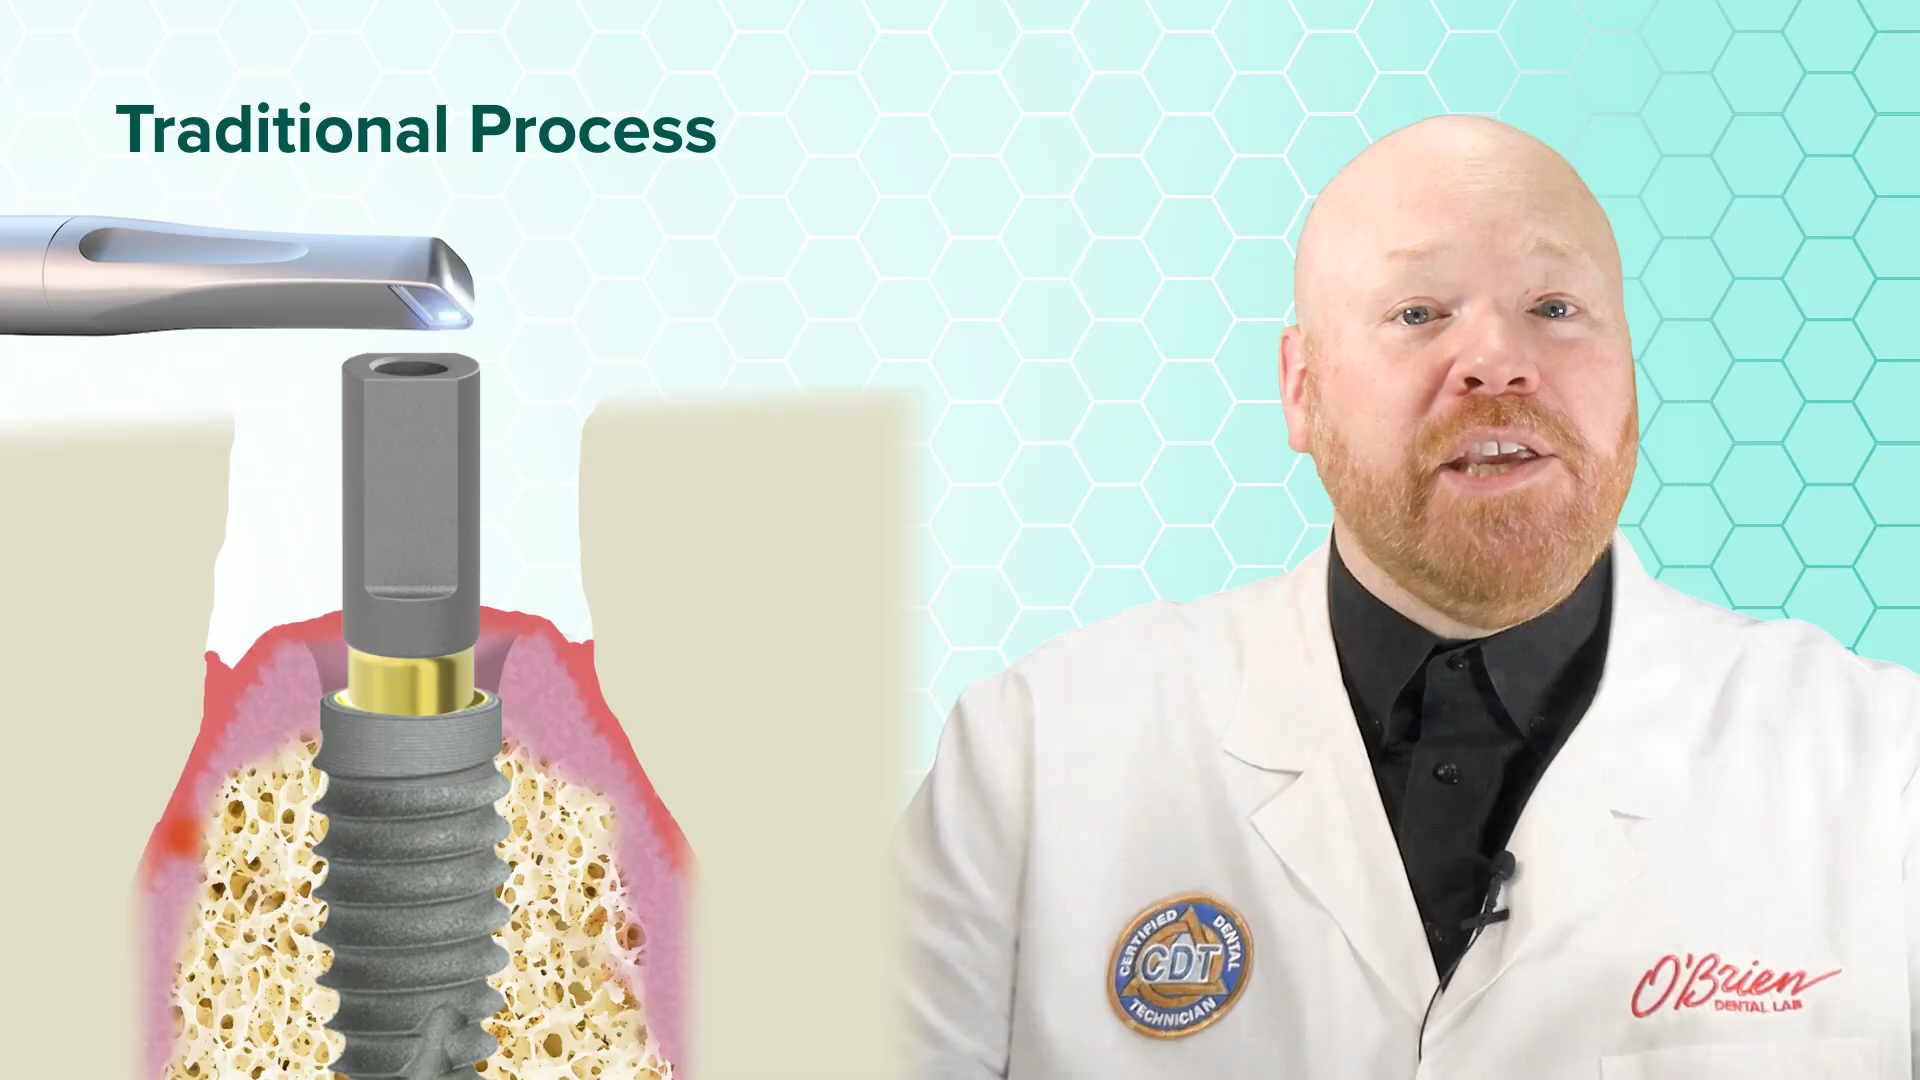 Traditional Process
CERTIFIED DENTAL
CDT
TECHNICIAN
O'Brien
DENTAL LAB